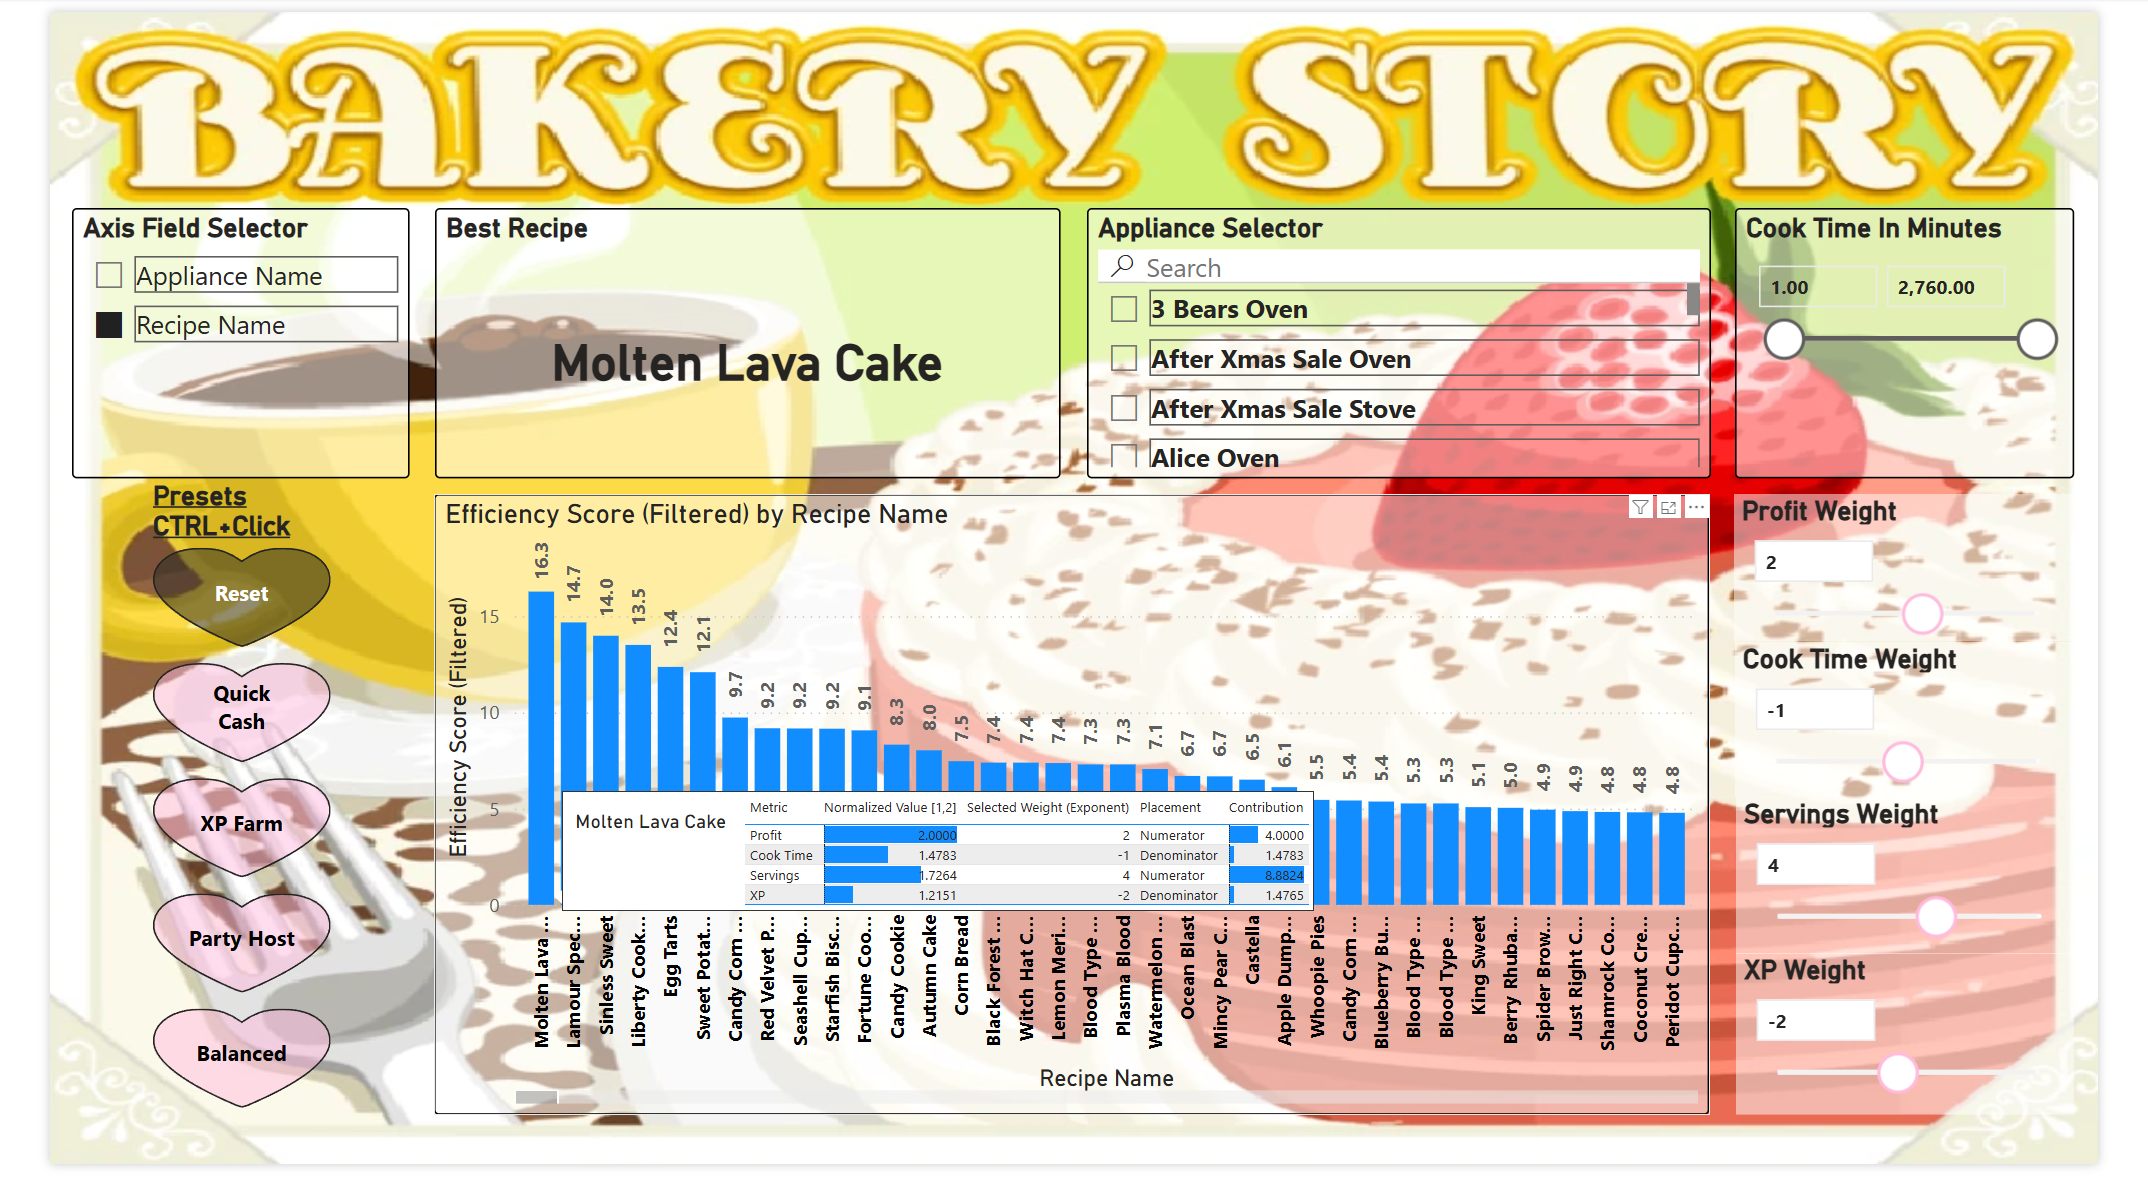 BAKERY STORY
Axis Field Selector
Appliance Name
Recipe Name
Best Recipe
Molten Lava Cake
Appliance Selector
Search
3 Bears Oven
After Xmas Sale Oven
After Xmas Sale Stove
Alice Oven
Cook Time In Minutes
1.00 2,760.00
Presets
CTRL+Click
Reset
Quick
Cash
XP Farm
Party Host
Balanced
Efficiency Score (Filtered) by Recipe Name
Efficiency Score (Filtered)
15
10
5
0
16.3 14.7 14.0 13.5 12.4 12.1 9.7 9.2 9.2 9.2 9.1 8.3 8.0 7.5 7.4 7.4 7.4 7.3 7.3 7.1 6.7 6.7 6.5 6.1 5.5 5.4 5.4 5.3 5.3 5.1 5.0 4.9 4.9 4.8 4.8 4.8
Molten Lava Cake
Metric Normalized Value [1,2] Selected Weight (Exponent) Placement Contribution
Profit 2.0000 2 Numerator 4.0000
Cook Time 1.4783 -1 Denominator 1.4783
Servings 1.7264 4 Numerator 8.8824
XP 1.2151 -2 Denominator 1.4765
Molten Lava ...
Lamour Spec...
Sinless Sweet
Liberty Cook...
Egg Tarts
Sweet Potat...
Candy Corn ...
Red Velvet P...
Seashell Cup...
Starfish Bisc...
Fortune Coo...
Candy Cookie
Autumn Cake
Corn Bread
Black Forest ...
Witch Hat C...
Lemon Meri...
Blood Type ...
Plasma Blood
Watermelon ...
Ocean Blast
Mincy Pear C...
Castella
Apple Dump...
Whoopie Pies
Candy Corn ...
Blueberry Bu...
Blood Type ...
Blood Type ...
King Sweet
Berry Rhuba...
Spider Brow...
Just Right C...
Shamrock Co...
Coconut Cre...
Peridot Cupc...
Recipe Name
Profit Weight
2
Cook Time Weight
-1
Servings Weight
4
XP Weight
-2